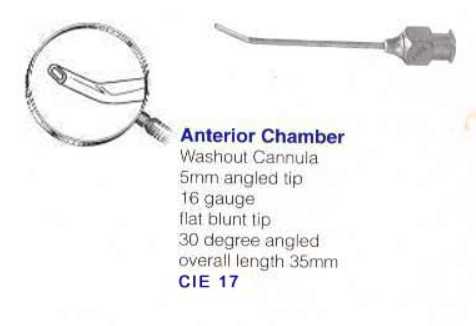 Anterior Chamber
Washout Cannula
5mm angled tip
16 gauge
flat blunt tip
30 degree angled
overall length 35mm
CIE 17